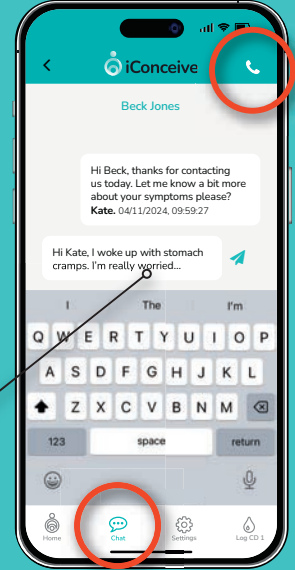 iConceive
Beck Jones
Hi Beck, thanks for contacting
us today. Let me know a bit more
about your symptoms please?
Kate. 04/11/2024, 09:59:27
Hi Kate, I woke up with stomach
cramps. I'm really worried...
I The I'm
Q W E R T Y U I O P
A S D F G H J K L
Z X C V B N M
123 space return
Home Chat Settings Log CD 1